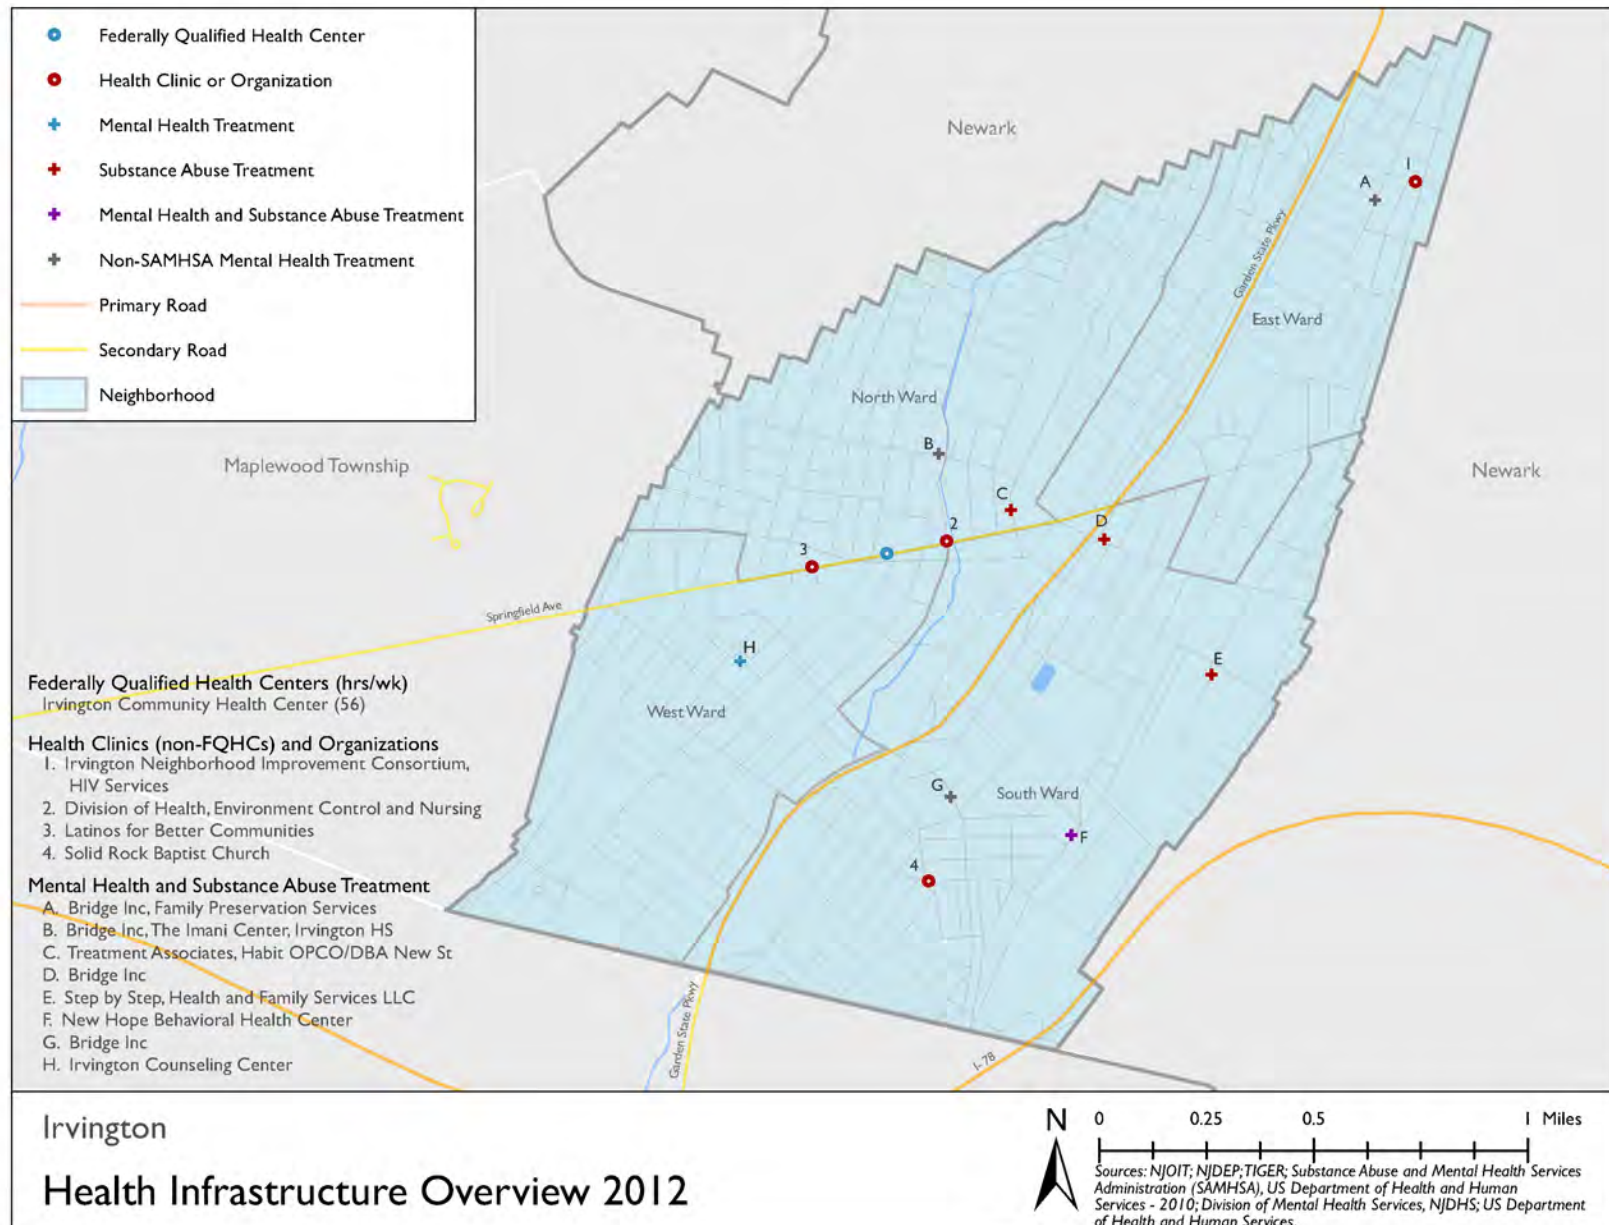 Federally Qualified Health Center
Health Clinic or Organization
Mental Health Treatment
Substance Abuse Treatment
Mental Health and Substance Abuse Treatment
Non-SAMHSA Mental Health Treatment
Primary Road
Secondary Road
Neighborhood
Newark
1
A
Garden State Pkwy
East Ward
North Ward
B
Maplewood Township
Newark
C
D
2
3
Springfield Ave
H
E
West Ward
G
South Ward
F
4
Garden State Pkwy
I-78
Federally Qualified Health Centers (hrs/wk)
Irvington Community Health Center (56)
Health Clinics (non-FQHCs) and Organizations
1. Irvington Neighborhood Improvement Consortium,
HIV Services
2. Division of Health, Environment Control and Nursing
3. Latinos for Better Communities
4. Solid Rock Baptist Church
Mental Health and Substance Abuse Treatment
A. Bridge Inc, Family Preservation Services
B. Bridge Inc, The Imani Center, Irvington HS
C. Treatment Associates, Habit OPCO/DBA New St
D. Bridge Inc
E. Step by Step, Health and Family Services LLC
F. New Hope Behavioral Health Center
G. Bridge Inc
H. Irvington Counseling Center
Irvington
Health Infrastructure Overview 2012
N
0 0.25 0.5 1 Miles
Sources: NJOIT; NJDEP; TIGER; Substance Abuse and Mental Health Services
Administration (SAMHSA), US Department of Health and Human
Services - 2010; Division of Mental Health Services, NJDHS; US Department
of Health and Human Services